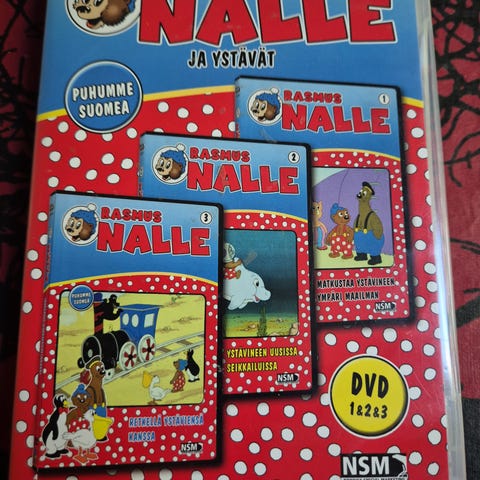 NALLE
JA YSTÄVÄT
PUHUMME
SUOMEA
RASMUS
NALLE
1
MATKUSTAA YSTÄVINEEN
YMPÄRI MAAILMAN
NSM
RASMUS
NALLE
2
YSTÄVINEEN UUSISSA
SEIKKAILUISSA
NSM
RASMUS
NALLE
3
PUHUMME
SUOMEA
RETKELLÄ YSTÄVIENSÄ
KANSSA
NSM
DVD
1&2&3
NSM